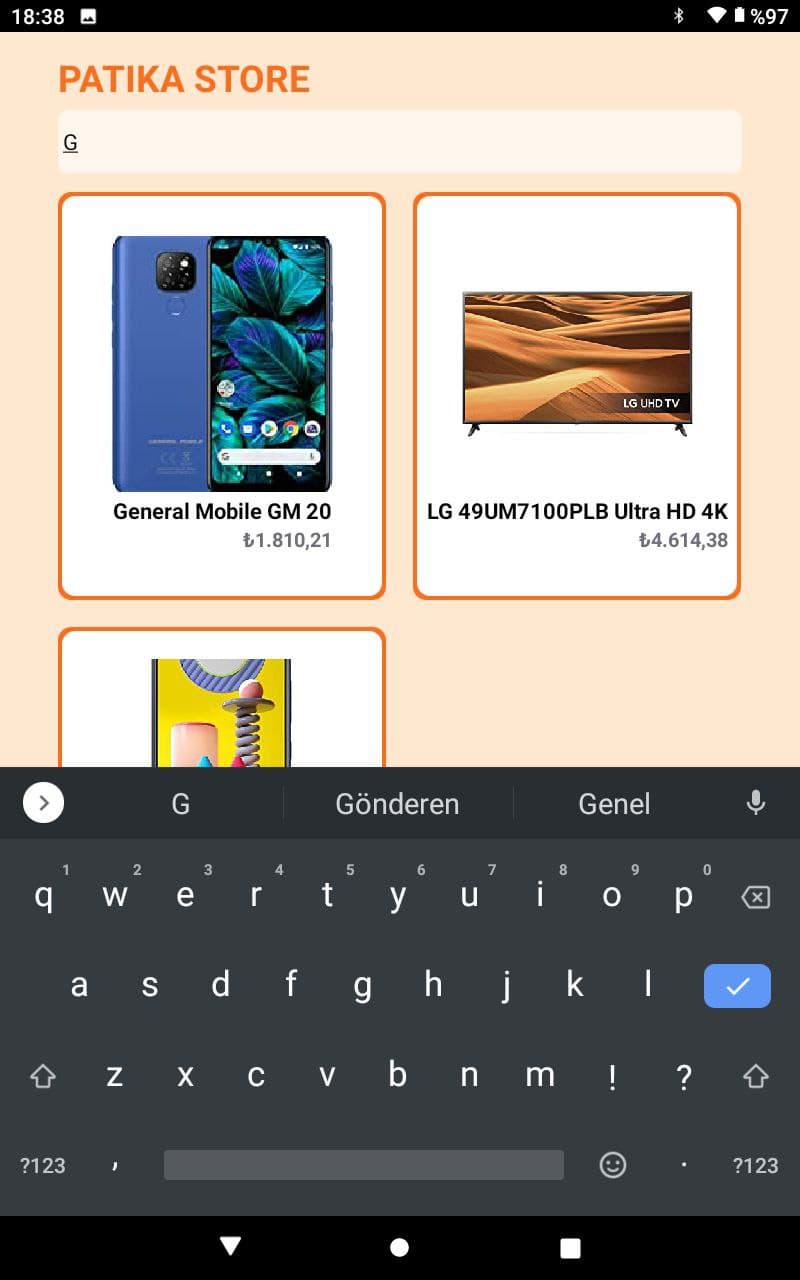 18:38 %97
PATIKA STORE
G
LG UHD TV
General Mobile GM 20
₺1.810,21
LG 49UM7100PLB Ultra HD 4K
₺4.614,38
G Gönderen Genel
1 2 3 4 5 6 7 8 9 0
q w e r t y u i o p
a s d f g h j k l
z x c v b n m ! ?
?123 , . ?123